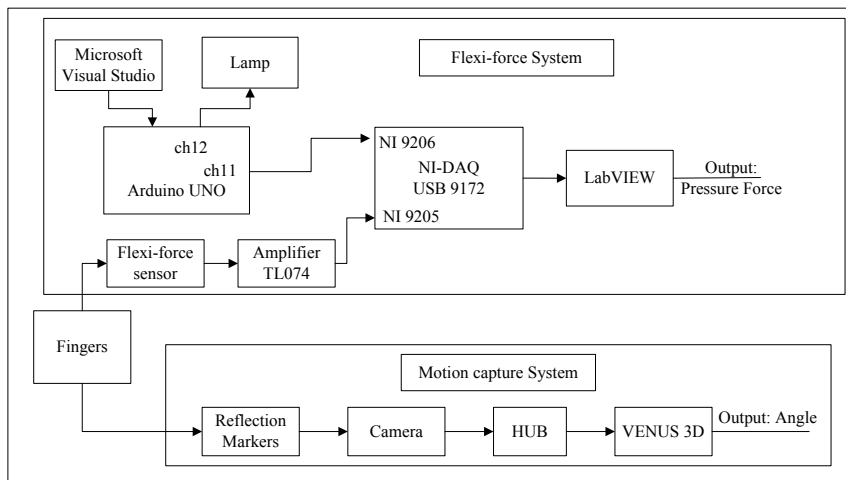 Microsoft
Visual Studio
Lamp
Flexi-force System
ch12
ch11
Arduino UNO
NI 9206
NI-DAQ
USB 9172
NI 9205
LabVIEW
Output:
Pressure Force
Flexi-force
sensor
Amplifier
TL074
Fingers
Motion capture System
Reflection
Markers
Camera
HUB
VENUS 3D
Output: Angle